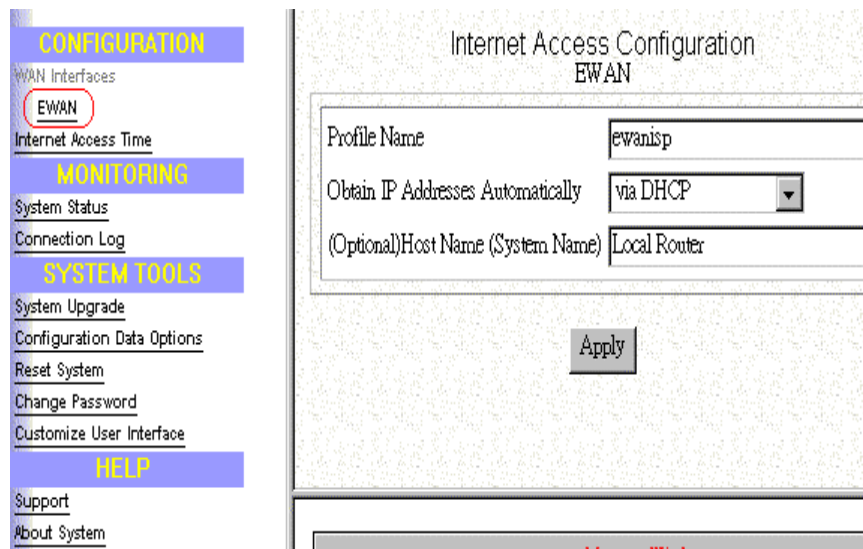 CONFIGURATION
WAN Interfaces
EWAN
Internet Access Time
MONITORING
System Status
Connection Log
SYSTEM TOOLS
System Upgrade
Configuration Data Options
Reset System
Change Password
Customize User Interface
HELP
Support
About System
Internet Access Configuration
EWAN
Profile Name
ewanisp
Obtain IP Addresses Automatically
via DHCP
(Optional)Host Name (System Name)
Local Router
Apply